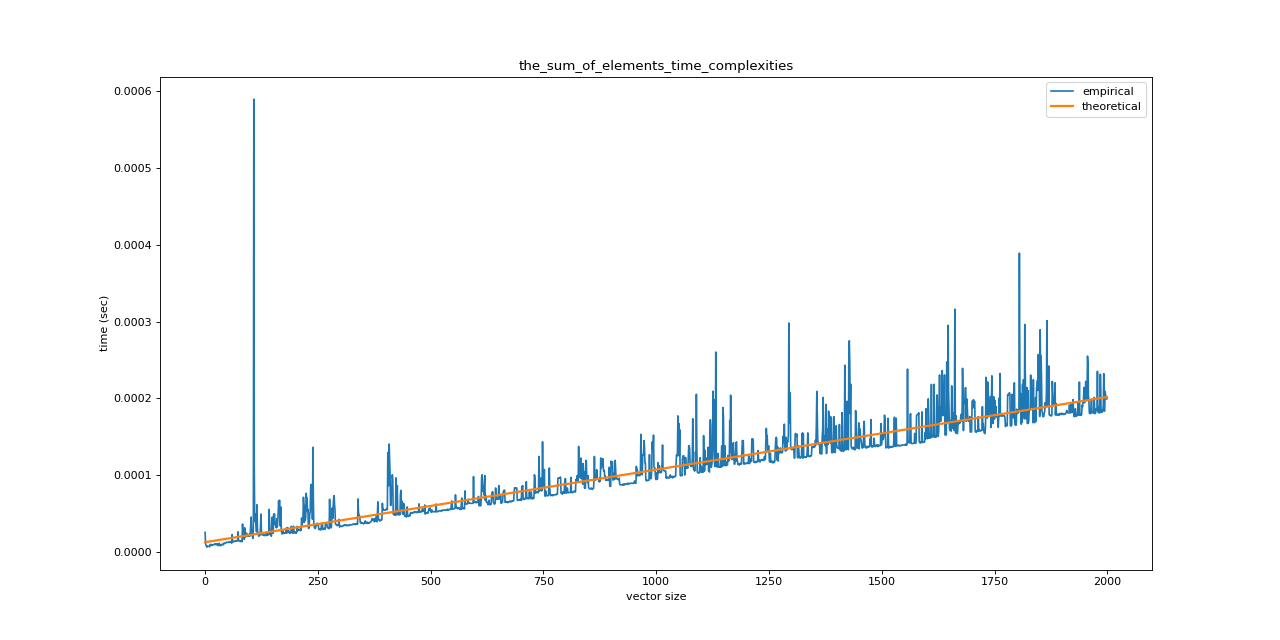 the_sum_of_elements_time_complexities
empirical
theoretical
0.0006
0.0005
0.0004
0.0003
0.0002
0.0001
0.0000
time (sec)
0 250 500 750 1000 1250 1500 1750 2000
vector size